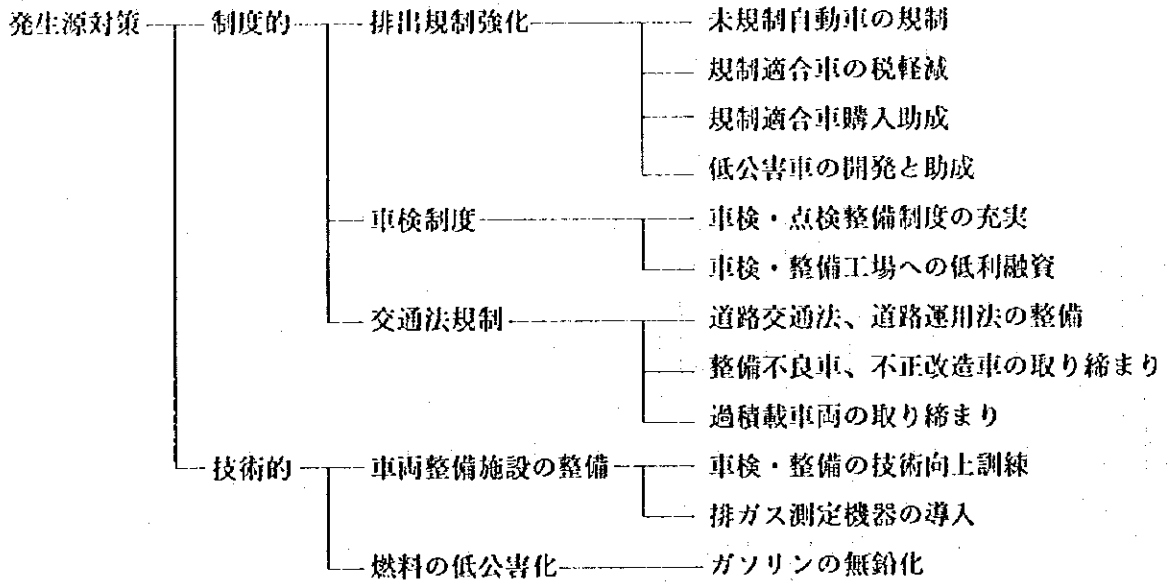 発生源対策 制度的 排出規制強化 未規制自動車の規制
規制適合車の税軽減
規制適合車購入助成
低公害車の開発と助成
車検制度 車検・点検整備制度の充実
車検・整備工場への低利融資
交通法規制 道路交通法、道路運用法の整備
整備不良車、不正改造車の取り締まり
過積載車両の取り締まり
技術的 車両整備施設の整備 車検・整備の技術向上訓練
排ガス測定機器の導入
燃料の低公害化 ガソリンの無鉛化